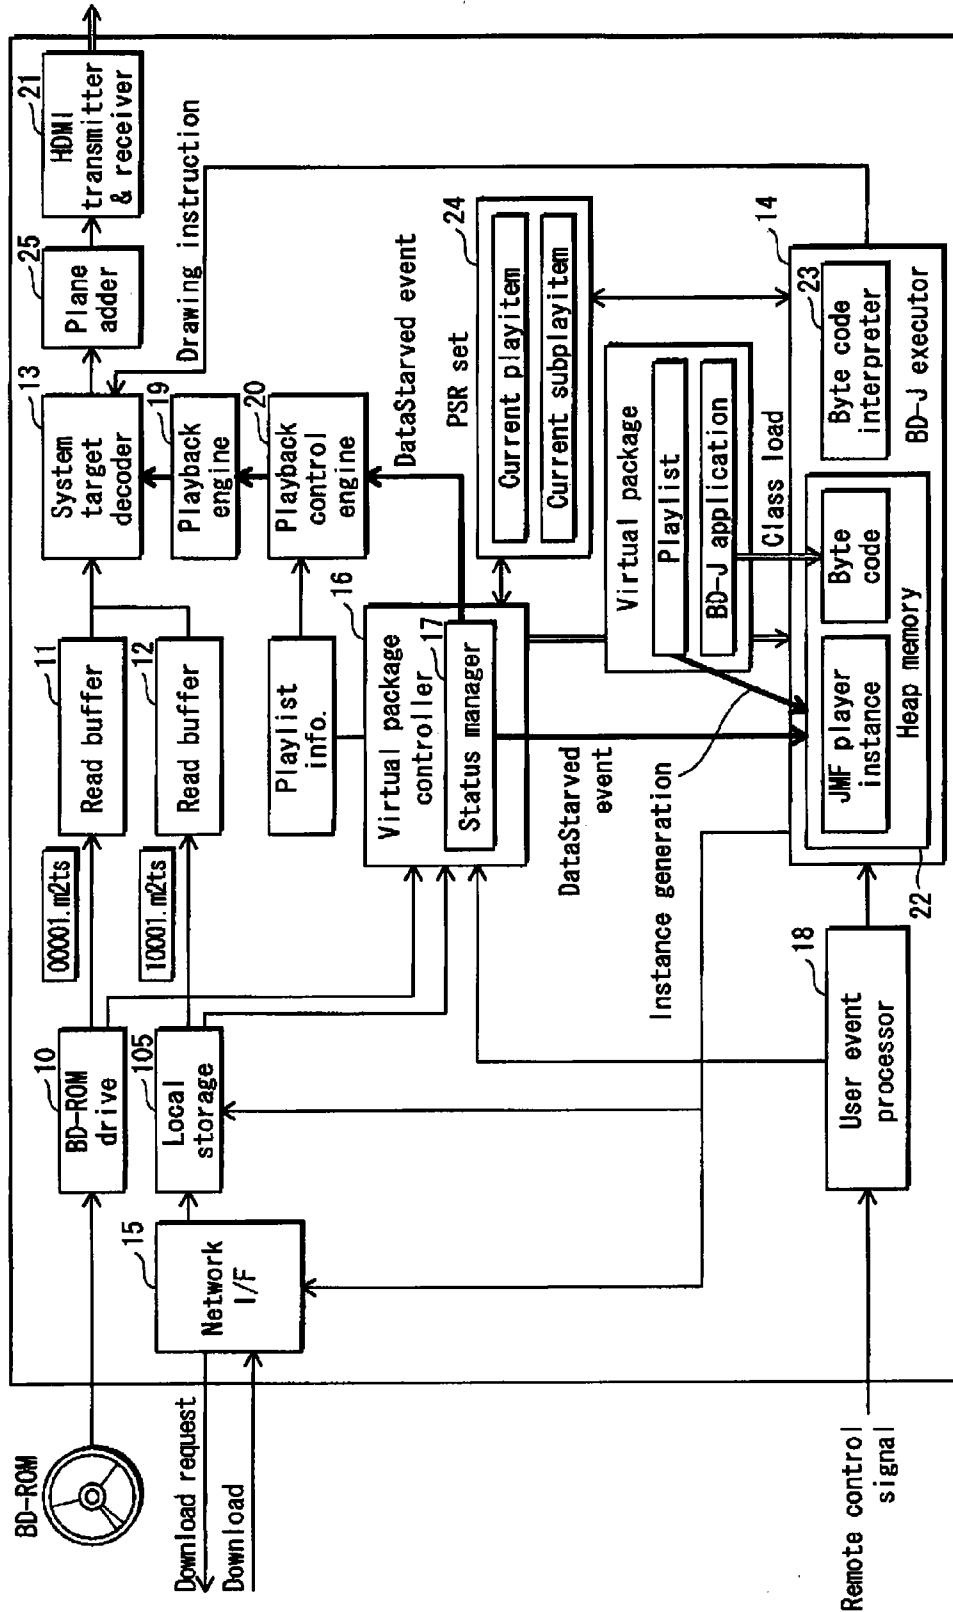 BD-ROM
10
BD-ROM
drive
00001.m2ts
11
Read buffer
13
System
target
decoder
25
Plane
adder
21
HDMI
transmitter
& receiver
Download request
Download
15
Network
I/F
105
Local
storage
10001.m2ts
12
Read buffer
19
Playback
engine
Drawing instruction
Playlist
info.
20
Playback
control
engine
DataStarved event
16
Virtual package
controller
17
Status manager
PSR set
24
Current playitem
Current subplayitem
DataStarved
event
Instance generation
Virtual package
Playlist
BD-J application
Class load
14
Remote control
signal
18
User event
processor
22
JMF player
instance
Byte
code
Heap memory
23
Byte code
interpreter
BD-J executor